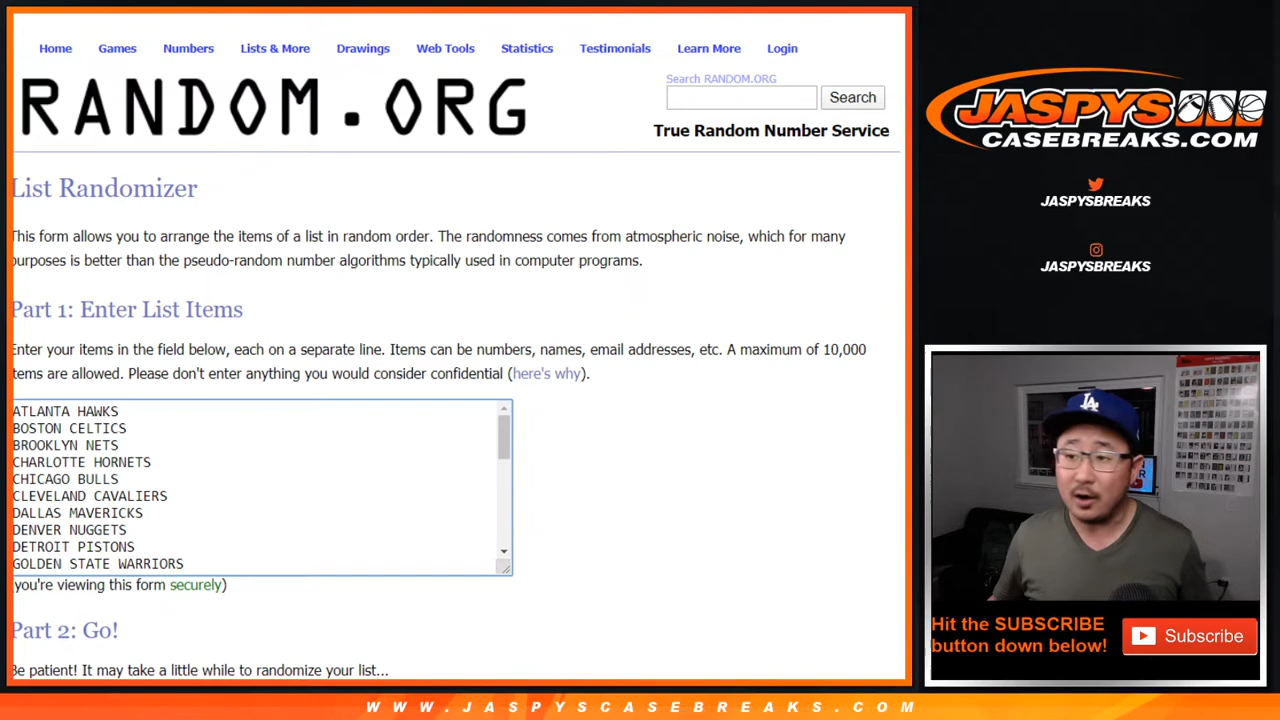 Home Games Numbers Lists & More Drawings Web Tools Statistics Testimonials Learn More Login
RANDOM.ORG
Search RANDOM.ORG
Search
True Random Number Service
List Randomizer
This form allows you to arrange the items of a list in random order. The randomness comes from atmospheric noise, which for many
purposes is better than the pseudo-random number algorithms typically used in computer programs.
Part 1: Enter List Items
Enter your items in the field below, each on a separate line. Items can be numbers, names, email addresses, etc. A maximum of 10,000
items are allowed. Please don't enter anything you would consider confidential (here's why).
ATLANTA HAWKS
BOSTON CELTICS
BROOKLYN NETS
CHARLOTTE HORNETS
CHICAGO BULLS
CLEVELAND CAVALIERS
DALLAS MAVERICKS
DENVER NUGGETS
DETROIT PISTONS
GOLDEN STATE WARRIORS
you're viewing this form securely)
Part 2: Go!
Be patient! It may take a little while to randomize your list...
JASPYS
CASEBREAKS.COM
JASPYSBREAKS
JASPYSBREAKS
LA
Hit the SUBSCRIBE
button down below!
Subscribe
WWW.JASPYSCASEBREAKS.COM